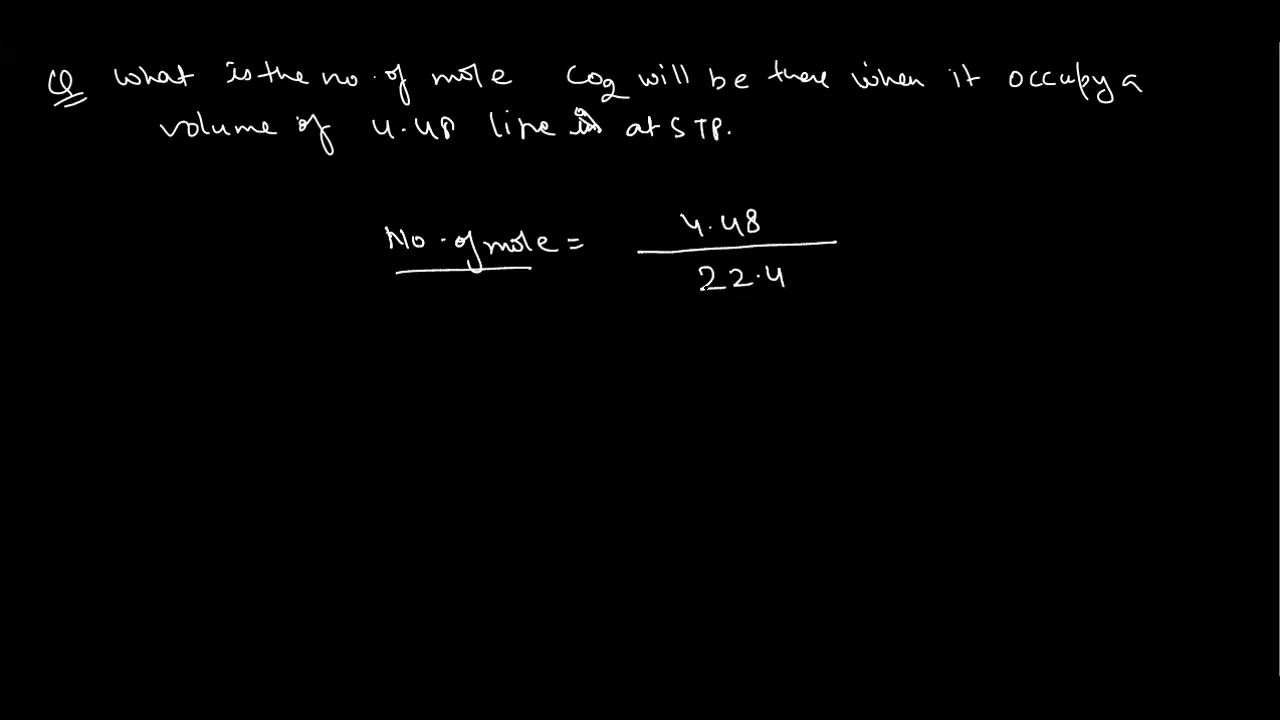 Q What is the no. of mole CO2 will be there when it occupy a
volume of 4.48 litre at STP.
No. of mole = 4.48
22.4